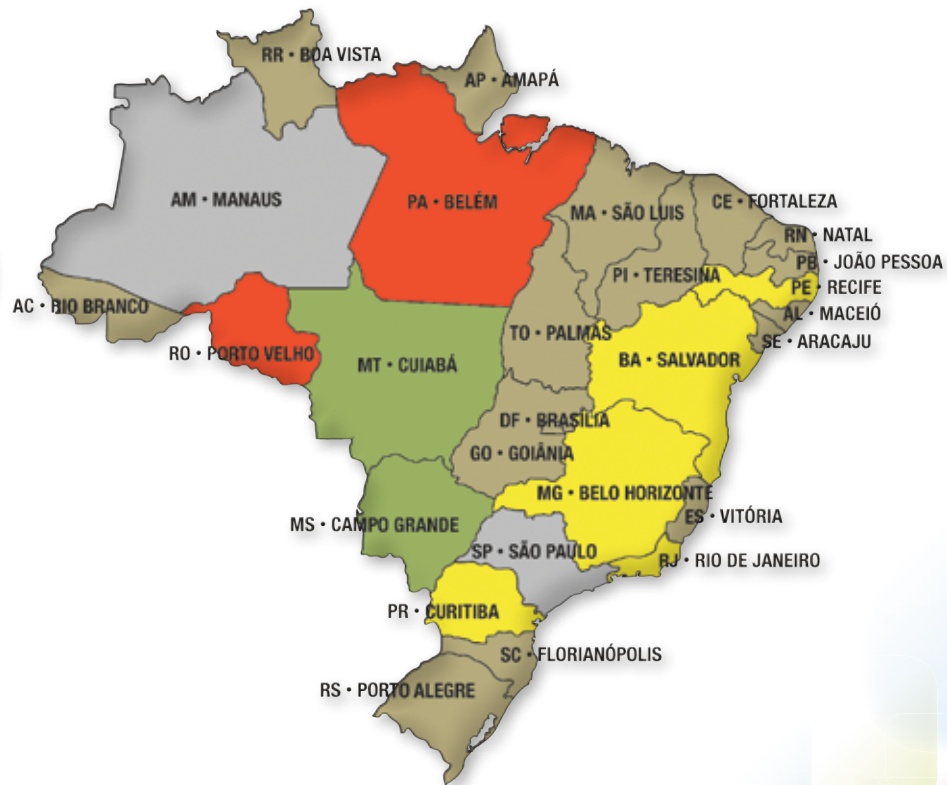 RR • BOA VISTA
AP • AMAPÁ
AM • MANAUS
PA • BELÉM
MA • SÃO LUIS
CE • FORTALEZA
RN • NATAL
PB • JOÃO PESSOA
PI • TERESINA
PE • RECIFE
AC • RIO BRANCO
AL • MACEIÓ
TO • PALMAS
SE • ARACAJU
RO • PORTO VELHO
MT • CUIABÁ
BA • SALVADOR
DF • BRASÍLIA
GO • GOIÂNIA
MG • BELO HORIZONTE
MS • CAMPO GRANDE
ES • VITÓRIA
SP • SÃO PAULO
RJ • RIO DE JANEIRO
PR • CURITIBA
SC • FLORIANÓPOLIS
RS • PORTO ALEGRE